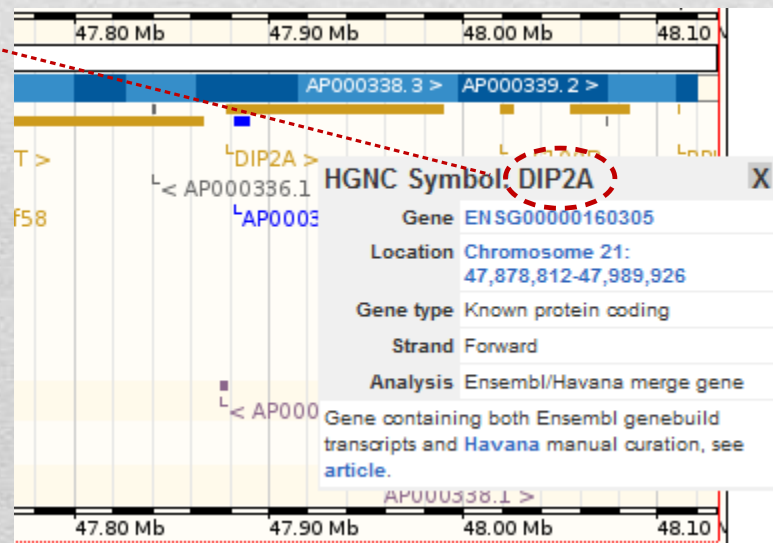 47.80 Mb 47.90 Mb 48.00 Mb 48.10
AP000338.3 > AP000339.2 >
T > DIP2A >
< AP000336.1
f58 AP0003
HGNC Symbol: DIP2A X
Gene ENSG00000160305
Location Chromosome 21:
47,878,812-47,989,926
Gene type Known protein coding
Strand Forward
Analysis Ensembl/Havana merge gene
< AP000
Gene containing both Ensembl genebuild
transcripts and Havana manual curation, see
article.
AP000338.1 >
47.80 Mb 47.90 Mb 48.00 Mb 48.10